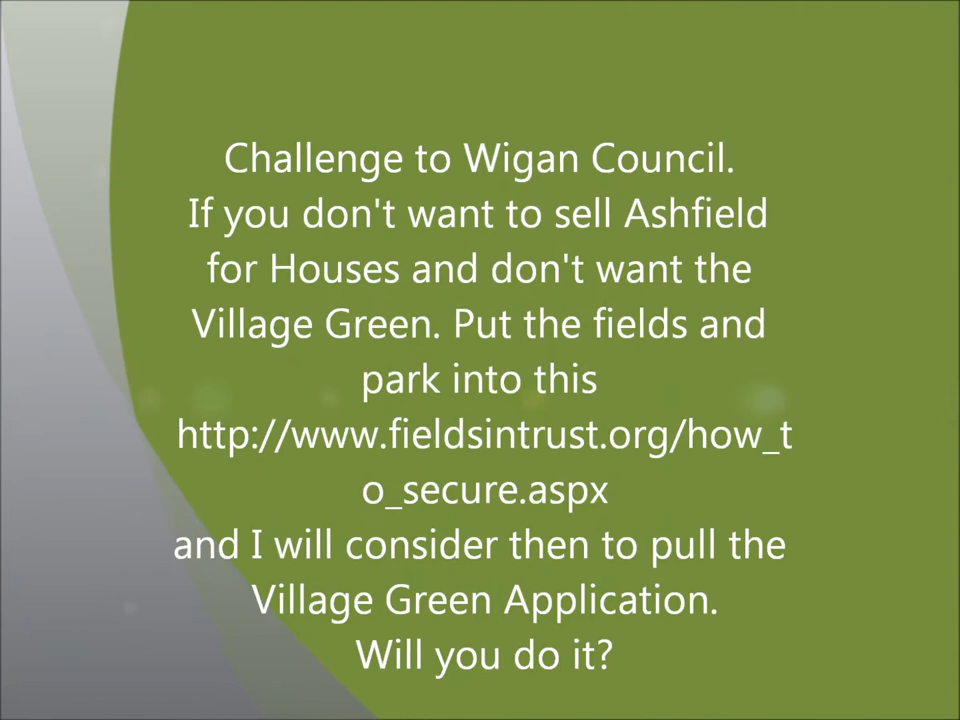 Challenge to Wigan Council.
If you don't want to sell Ashfield
for Houses and don't want the
Village Green. Put the fields and
park into this
http://www.fieldsintrust.org/how_t
o_secure.aspx
and I will consider then to pull the
Village Green Application.
Will you do it?